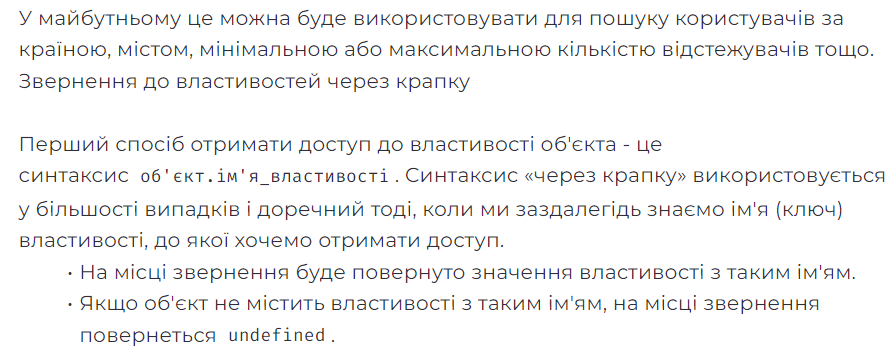 У майбутньому це можна буде використовувати для пошуку користувачів за
країною, містом, мінімальною або максимальною кількістю відстежувачів тощо.
Звернення до властивостей через крапку
Перший спосіб отримати доступ до властивості об'єкта - це
синтаксис об'єкт.ім'я_властивості. Синтаксис «через крапку» використовується
у більшості випадків і доречний тоді, коли ми заздалегідь знаємо ім'я (ключ)
властивості, до якої хочемо отримати доступ.
• На місці звернення буде повернуто значення властивості з таким ім'ям.
• Якщо об'єкт не містить властивості з таким ім'ям, на місці звернення
повернеться undefined.